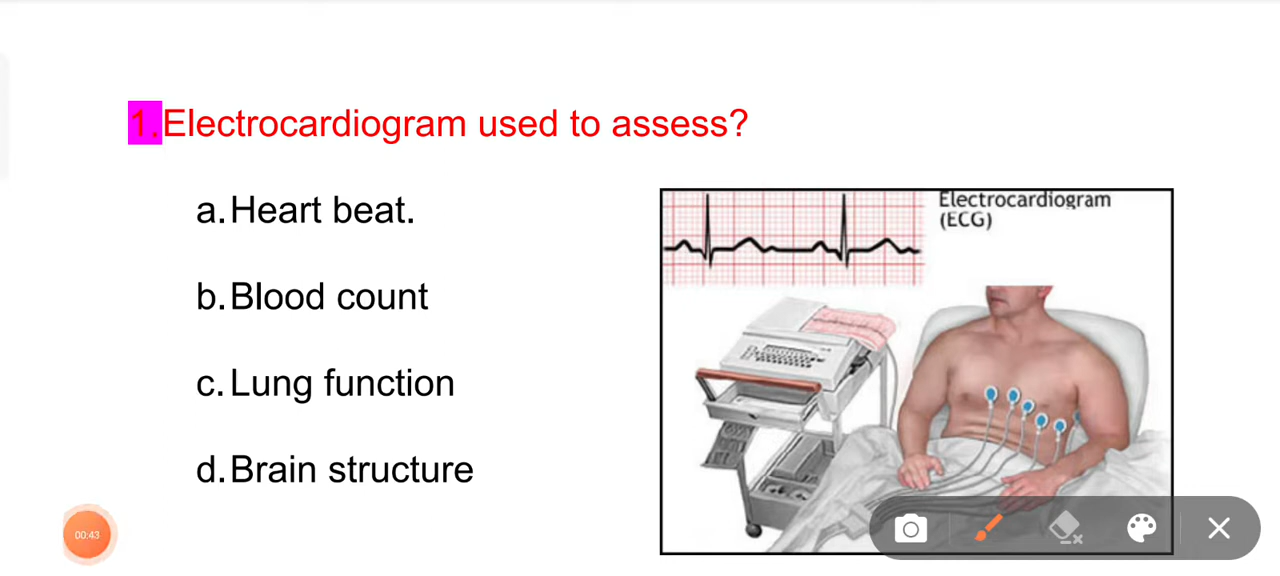 1.Electrocardiogram used to assess?
a.Heart beat.
b.Blood count
c.Lung function
d.Brain structure
Electrocardiogram
(ECG)
00:43